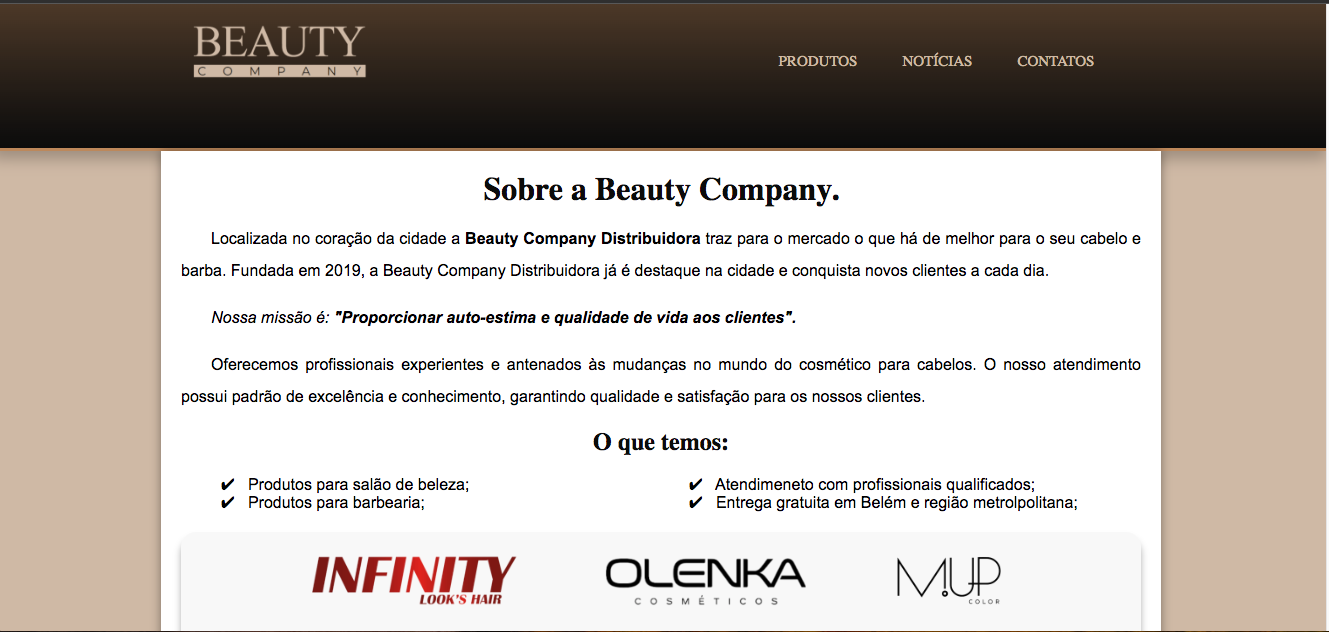 BEAUTY
COMPANY
PRODUTOS NOTÍCIAS CONTATOS
Sobre a Beauty Company.
Localizada no coração da cidade a Beauty Company Distribuidora traz para o mercado o que há de melhor para o seu cabelo e
barba. Fundada em 2019, a Beauty Company Distribuidora já é destaque na cidade e conquista novos clientes a cada dia.
Nossa missão é: "Proporcionar auto-estima e qualidade de vida aos clientes".
Oferecemos profissionais experientes e antenados às mudanças no mundo do cosmético para cabelos. O nosso atendimento
possui padrão de excelência e conhecimento, garantindo qualidade e satisfação para os nossos clientes.
O que temos:
✔ Produtos para salão de beleza;
✔ Produtos para barbearia;
✔ Atendimeneto com profissionais qualificados;
✔ Entrega gratuita em Belém e região metrolpolitana;
INFINITY
LOOK'S HAIR
OLENKA
COSMÉTICOS
M.UP
COLOR